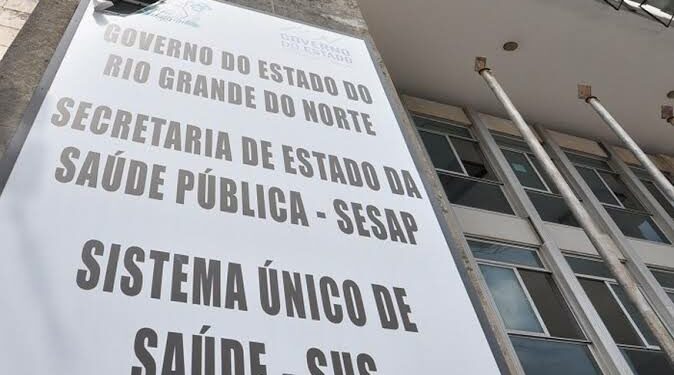 GOVERNO
DO ESTADO
GOVERNO DO ESTADO DO
RIO GRANDE DO NORTE
SECRETARIA DE ESTADO DA
SAÚDE PÚBLICA - SESAP
SISTEMA ÚNICO DE
SAÚDE - SUS